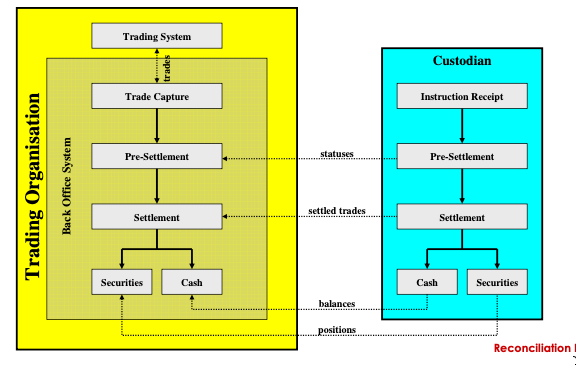 Trading System
trades
Trading Organisation
Back Office System
Trade Capture
Pre-Settlement
Settlement
Securities
Cash
statuses
settled trades
balances
positions
Custodian
Instruction Receipt
Pre-Settlement
Settlement
Cash
Securities
Reconciliation